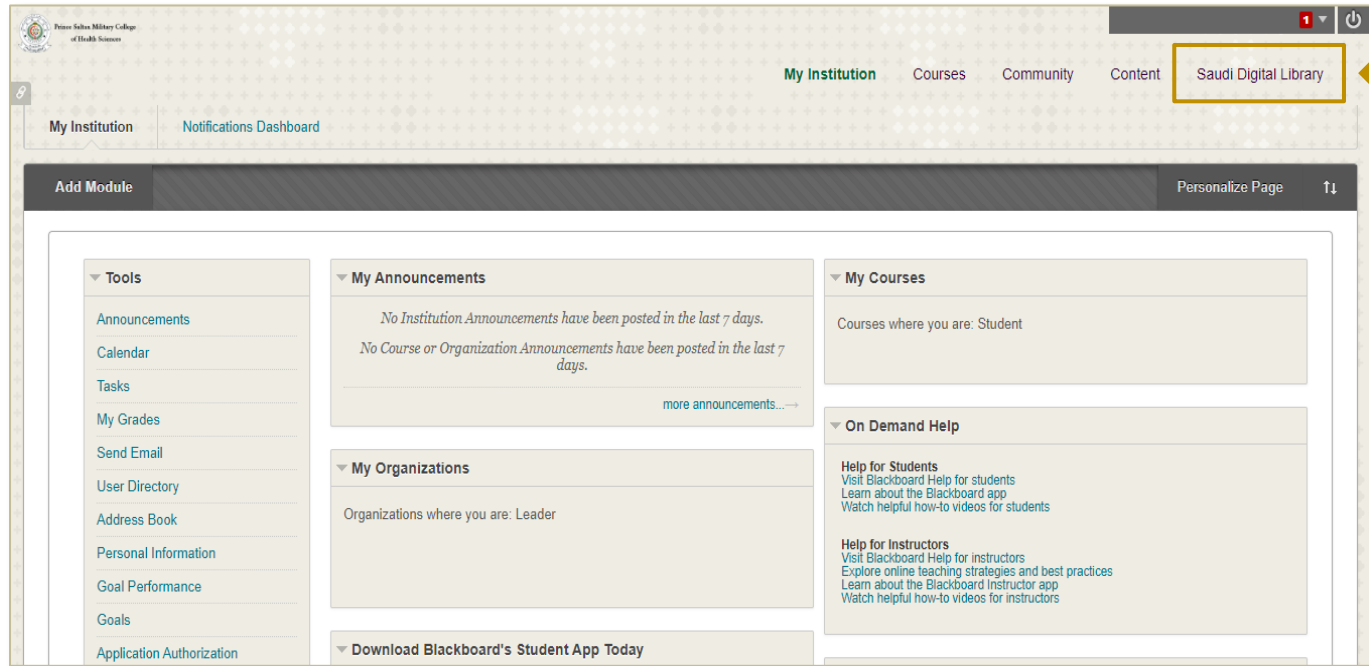 Prince Sultan Military College
of Health Sciences
1
My Institution Courses Community Content Saudi Digital Library
My Institution Notifications Dashboard
Add Module Personalize Page
Tools
Announcements
Calendar
Tasks
My Grades
Send Email
User Directory
Address Book
Personal Information
Goal Performance
Goals
Application Authorization
My Announcements
No Institution Announcements have been posted in the last 7 days.
No Course or Organization Announcements have been posted in the last 7
days.
more announcements...→
My Organizations
Organizations where you are: Leader
Download Blackboard's Student App Today
My Courses
Courses where you are: Student
On Demand Help
Help for Students
Visit Blackboard Help for students
Learn about the Blackboard app
Watch helpful how-to videos for students
Help for Instructors
Visit Blackboard Help for instructors
Explore online teaching strategies and best practices
Learn about the Blackboard Instructor app
Watch helpful how-to videos for instructors